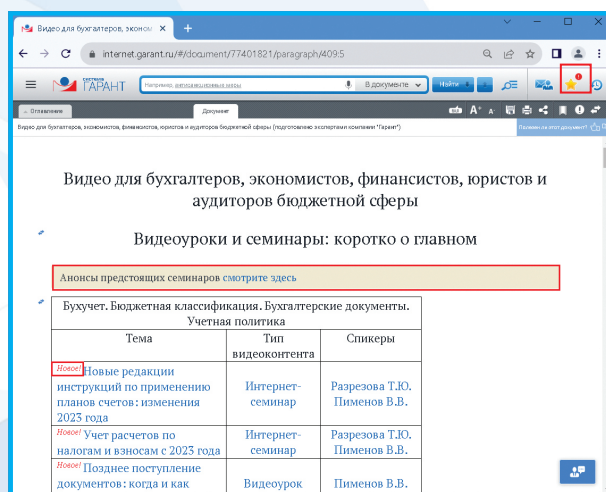 Видео для бухгалтеров, эконом
internet.garant.ru/#/document/77401821/paragraph/409:5
СИСТЕМА
ГАРАНТ
Например, антисанкционные меры
В документе
Найти
Оглавление
Документ
А+ А-
Видео для бухгалтеров, экономистов, финансистов, юристов и аудиторов бюджетной сферы (подготовлено экспертами компании "Гарант")
Полезен ли этот документ?
Видео для бухгалтеров, экономистов, финансистов, юристов и
аудиторов бюджетной сферы
Видеоуроки и семинары: коротко о главном
Анонсы предстоящих семинаров смотрите здесь
Бухучет. Бюджетная классификация. Бухгалтерские документы.
Учетная политика
Тема
Тип
видеоконтента
Спикеры
Новое! Новые редакции
инструкций по применению
планов счетов: изменения
2023 года
Интернет-
семинар
Разрезова Т.Ю.
Пименов В.В.
Новое! Учет расчетов по
налогам и взносам с 2023 года
Интернет-
семинар
Разрезова Т.Ю.
Пименов В.В.
Новое! Позднее поступление
документов: когда и как
Видеоурок
Пименов В.В.